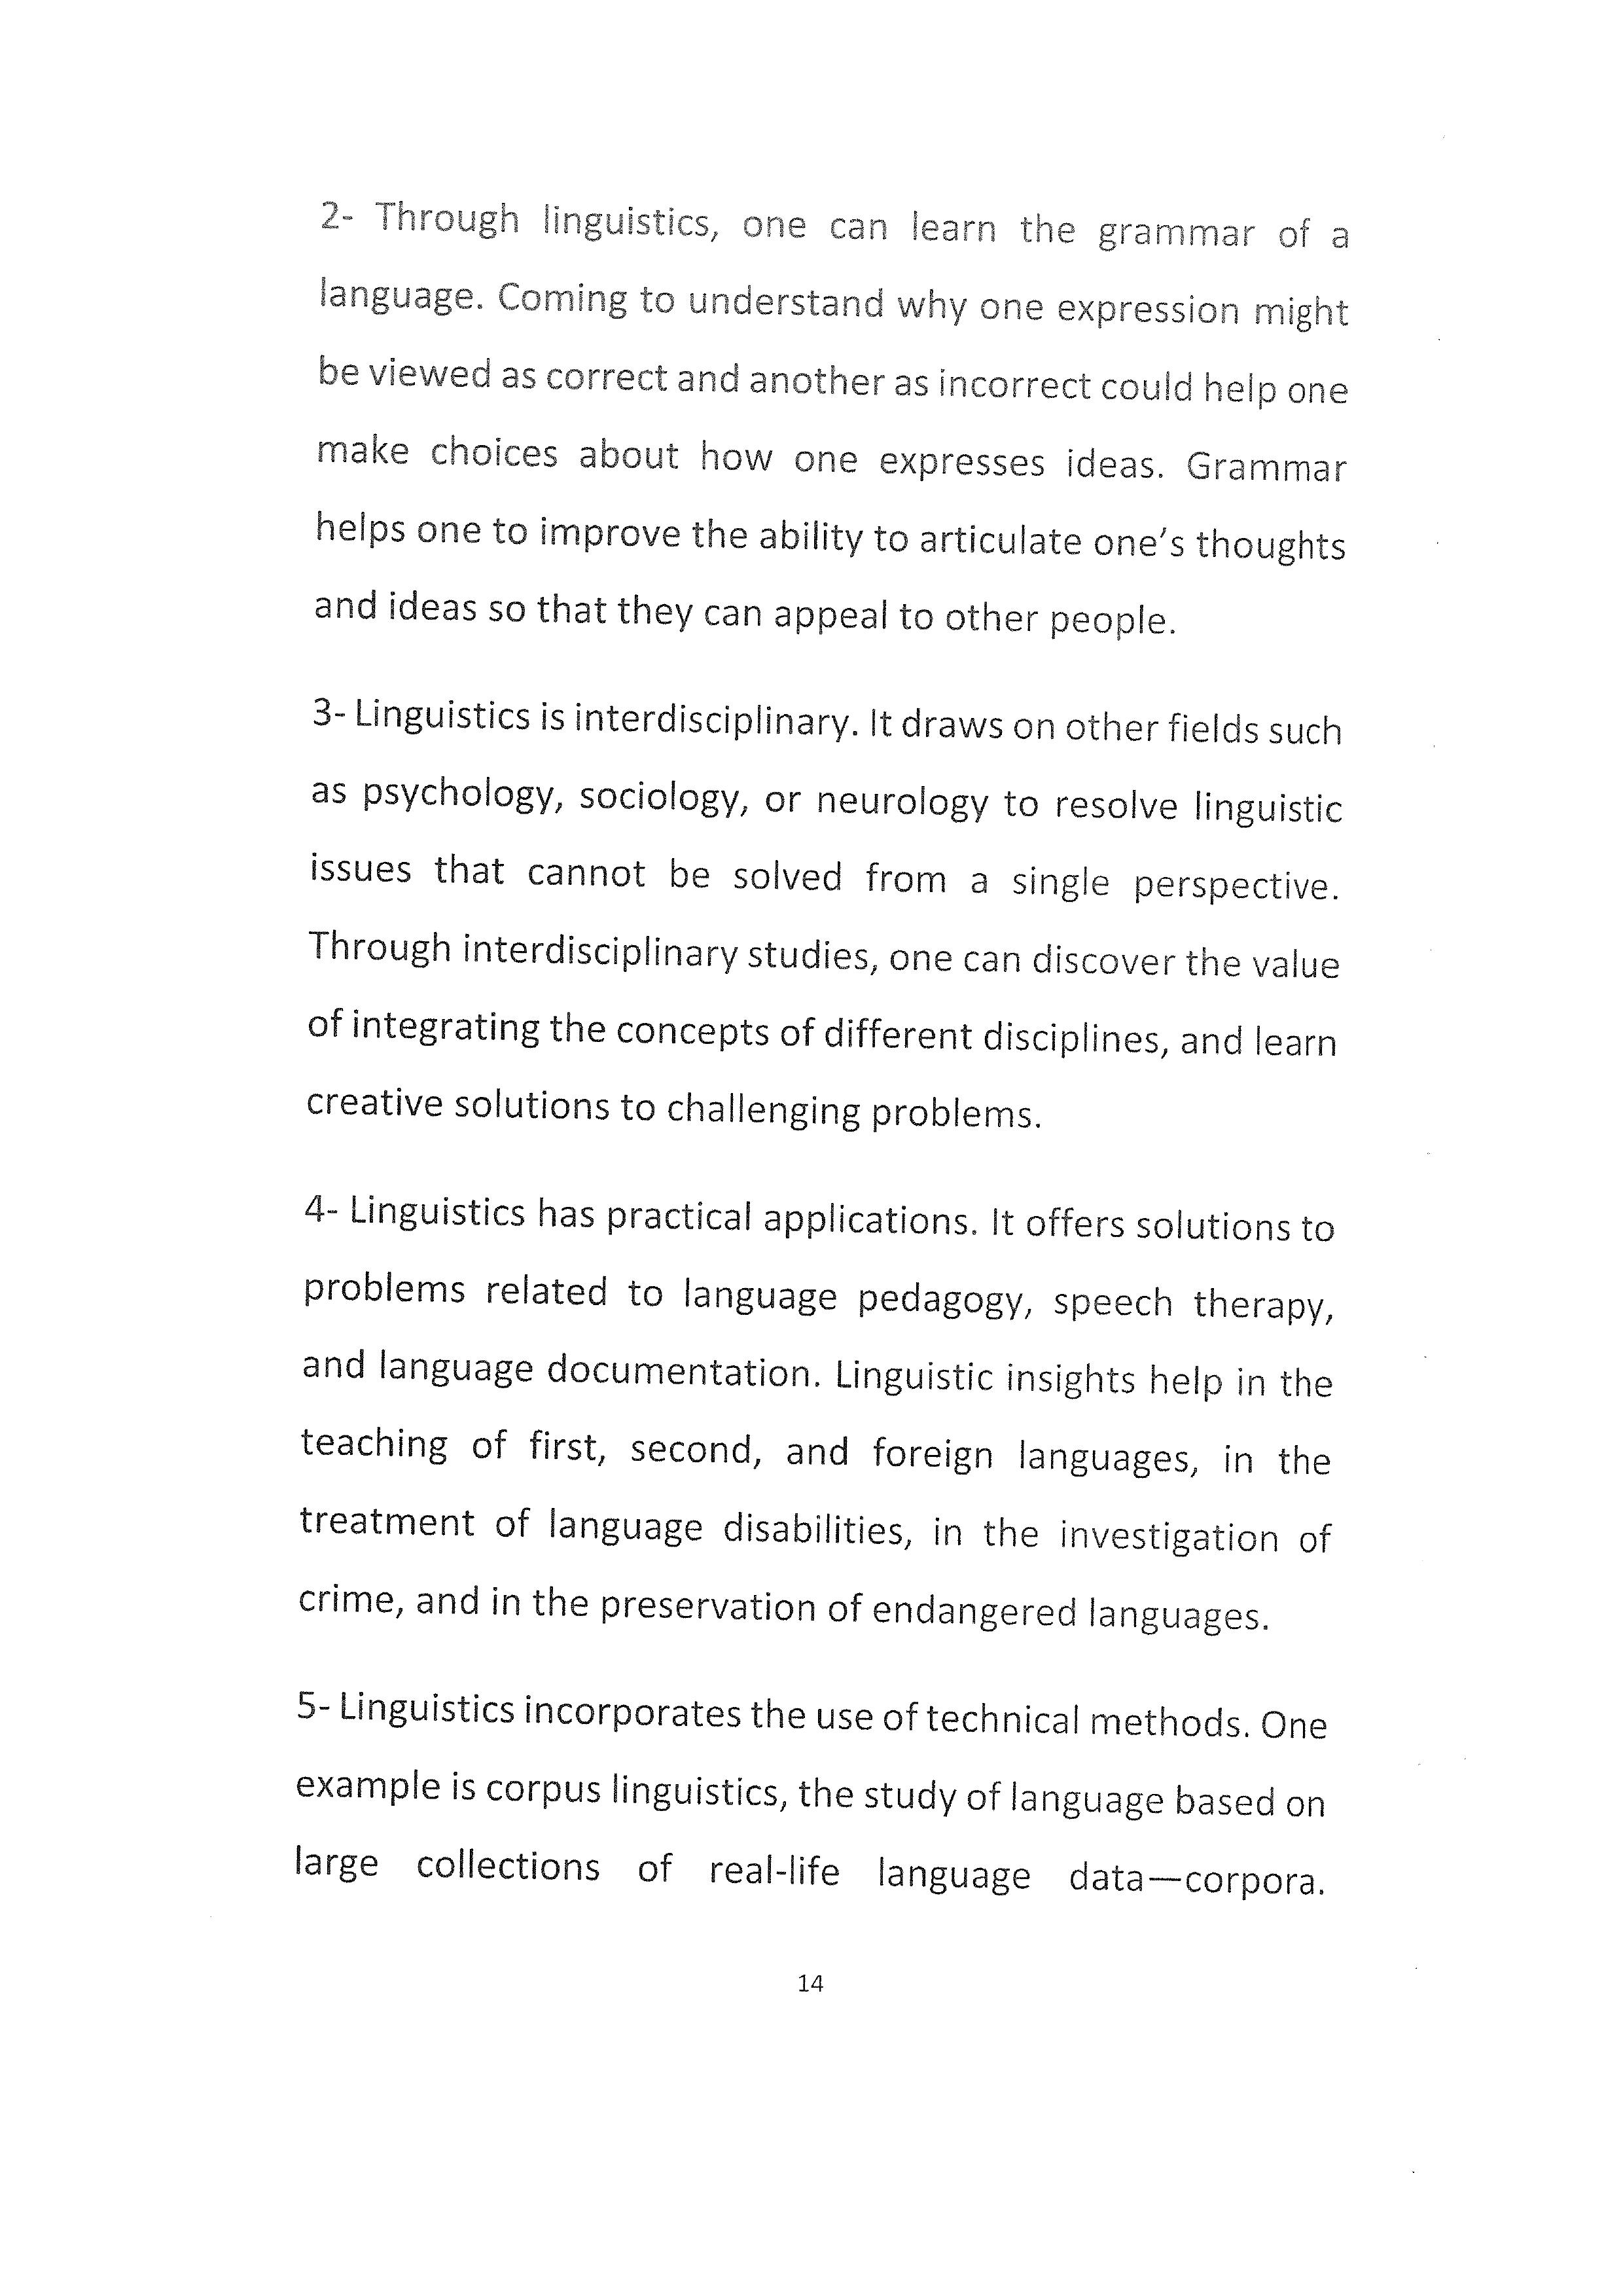 2- Through linguistics, one can learn the grammar of a
language. Coming to understand why one expression might
be viewed as correct and another as incorrect could help one
make choices about how one expresses ideas. Grammar
helps one to improve the ability to articulate one's thoughts
and ideas so that they can appeal to other people.
3- Linguistics is interdisciplinary. It draws on other fields such
as psychology, sociology, or neurology to resolve linguistic
issues that cannot be solved from a single perspective.
Through interdisciplinary studies, one can discover the value
of integrating the concepts of different disciplines, and learn
creative solutions to challenging problems.
4- Linguistics has practical applications. It offers solutions to
problems related to language pedagogy, speech therapy,
and language documentation. Linguistic insights help in the
teaching of first, second, and foreign languages, in the
treatment of language disabilities, in the investigation of
crime, and in the preservation of endangered languages.
5- Linguistics incorporates the use of technical methods. One
example is corpus linguistics, the study of language based on
large collections of real-life language data—corpora.
14